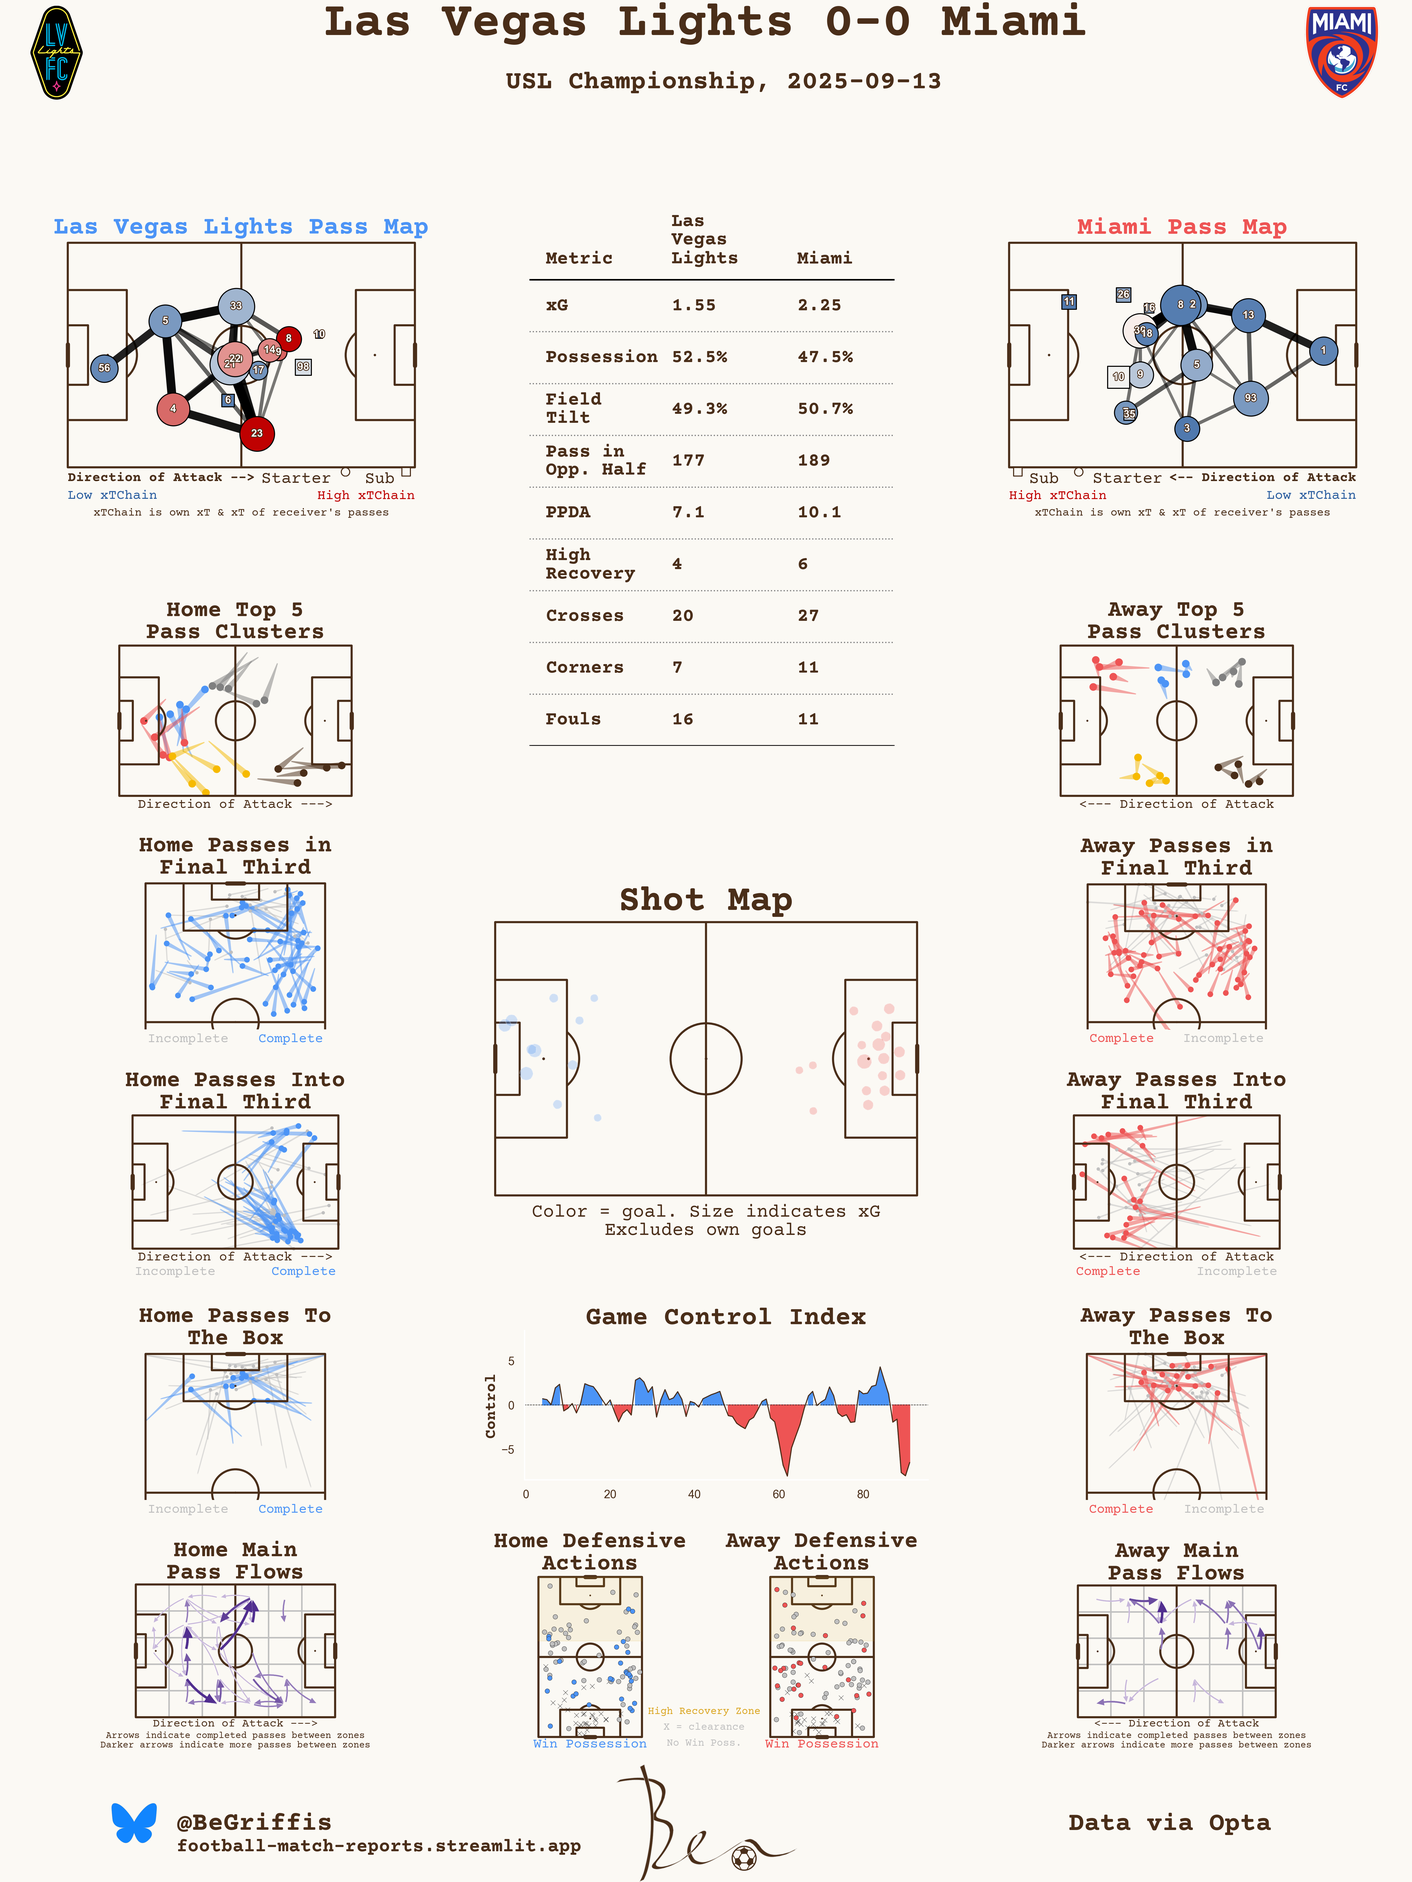 Las Vegas Lights 0-0 Miami
USL Championship, 2025-09-13
LV
Lights
FC
MIAMI
FC
Las Vegas Lights Pass Map
56
5
4
33
22
23
14
8
17
6
98
10
Direction of Attack --> Starter Sub
Low xTChain High xTChain
xTChain is own xT & xT of receiver's passes
Metric Las Vegas Lights Miami
xG 1.55 2.25
Possession 52.5% 47.5%
Field Tilt 49.3% 50.7%
Pass in Opp. Half 177 189
PPDA 7.1 10.1
High Recovery 4 6
Crosses 20 27
Corners 7 11
Fouls 16 11
Miami Pass Map
11
26
16
8
2
13
18
1
5
10
9
93
35
3
Sub Starter <-- Direction of Attack
High xTChain Low xTChain
xTChain is own xT & xT of receiver's passes
Home Top 5
Pass Clusters
Direction of Attack --->
Away Top 5
Pass Clusters
<--- Direction of Attack
Home Passes in
Final Third
Incomplete Complete
Away Passes in
Final Third
Complete Incomplete
Shot Map
Color = goal. Size indicates xG
Excludes own goals
Home Passes Into
Final Third
Direction of Attack --->
Incomplete Complete
Away Passes Into
Final Third
<--- Direction of Attack
Complete Incomplete
Home Passes To
The Box
Incomplete Complete
Game Control Index
Control
5
0
−5
0 20 40 60 80
Away Passes To
The Box
Complete Incomplete
Home Main
Pass Flows
Direction of Attack --->
Arrows indicate completed passes between zones
Darker arrows indicate more passes between zones
Home Defensive
Actions
Win Possession
High Recovery Zone
X = clearance
No Win Poss.
Away Defensive
Actions
Win Possession
Away Main
Pass Flows
<--- Direction of Attack
Arrows indicate completed passes between zones
Darker arrows indicate more passes between zones
@BeGriffis
football-match-reports.streamlit.app
Ben
Data via Opta